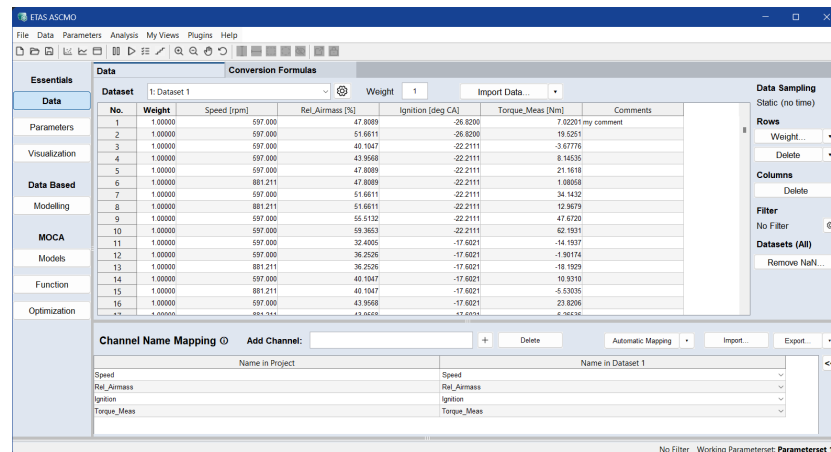 ETAS ASCMO
File Data Parameters Analysis My Views Plugins Help
Essentials
Data
Parameters
Visualization
Data Based
Modelling
MOCA
Models
Function
Optimization
Data Conversion Formulas
Dataset 1: Dataset 1 Weight 1 Import Data...
No. Weight Speed [rpm] Rel_Airmass [%] Ignition [deg CA] Torque_Meas [Nm] Comments
1 1.00000 597.000 47.8089 -26.8200 7.02201 my comment
2 1.00000 597.000 51.6611 -26.8200 19.5251
3 1.00000 597.000 40.1047 -22.2111 -3.67776
4 1.00000 597.000 43.9568 -22.2111 8.14535
5 1.00000 597.000 47.8089 -22.2111 21.1618
6 1.00000 881.211 47.8089 -22.2111 1.08058
7 1.00000 597.000 51.6611 -22.2111 34.1432
8 1.00000 881.211 51.6611 -22.2111 12.9679
9 1.00000 597.000 55.5132 -22.2111 47.6720
10 1.00000 597.000 59.3653 -22.2111 62.1931
11 1.00000 597.000 32.4005 -17.6021 -14.1937
12 1.00000 597.000 36.2526 -17.6021 -1.90174
13 1.00000 881.211 36.2526 -17.6021 -18.1929
14 1.00000 597.000 40.1047 -17.6021 10.9310
15 1.00000 881.211 40.1047 -17.6021 -5.53035
16 1.00000 597.000 43.9568 -17.6021 23.8206
Data Sampling
Static (no time)
Rows
Weight...
Delete
Columns
Delete
Filter
No Filter
Datasets (All)
Remove NaN...
Channel Name Mapping Add Channel: + Delete Automatic Mapping Import... Export...
Name in Project Name in Dataset 1
Speed Speed
Rel_Airmass Rel_Airmass
Ignition Ignition
Torque_Meas Torque_Meas
No Filter Working Parameterset: Parameterset